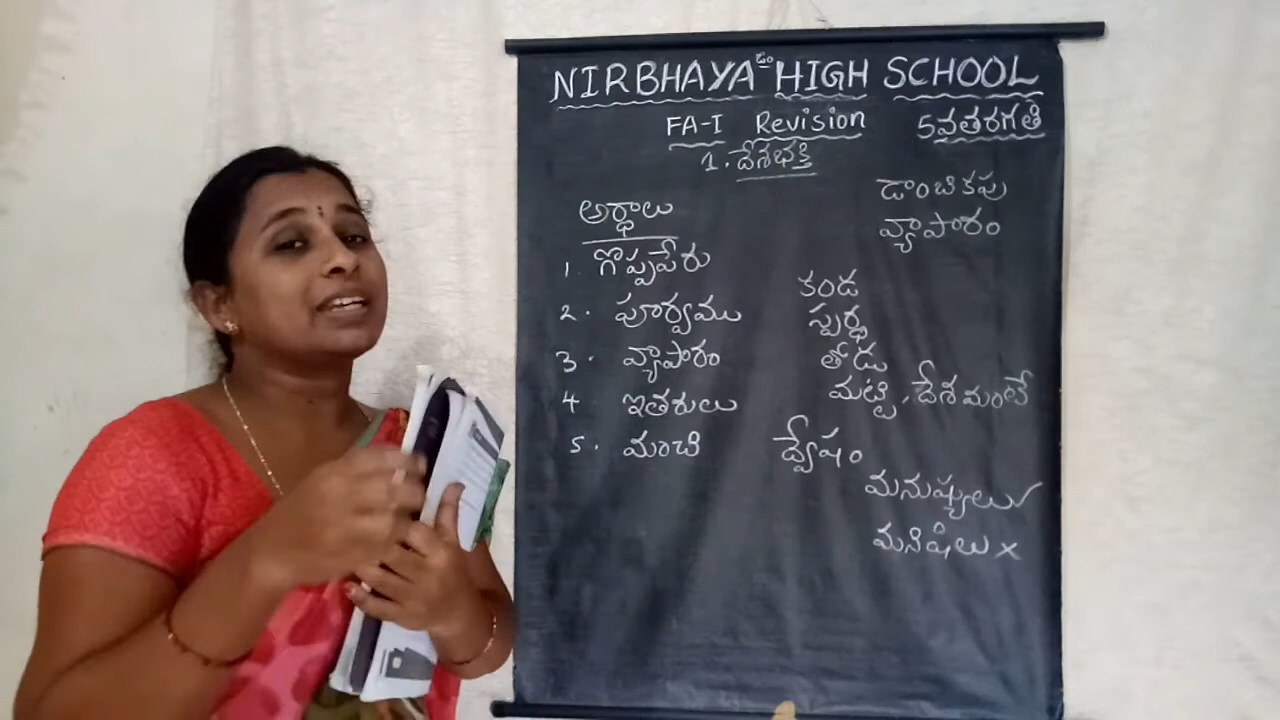 NIRBHAYA HIGH SCHOOL
డం
FA-I Revision 5వతరగతి
1. దేశభక్తి
డాంబికపు
అర్థాలు
వ్యాపారం
1. గొప్పపేరు
కండ
2. పూర్వము
స్పర్ధ
3. వ్యాపారం
తోడు
4 ఇతరులు
మట్టి, దేశమంటే
5. మంచి
ద్వేషం
మనుష్యులు✓
మనిషిలు ×